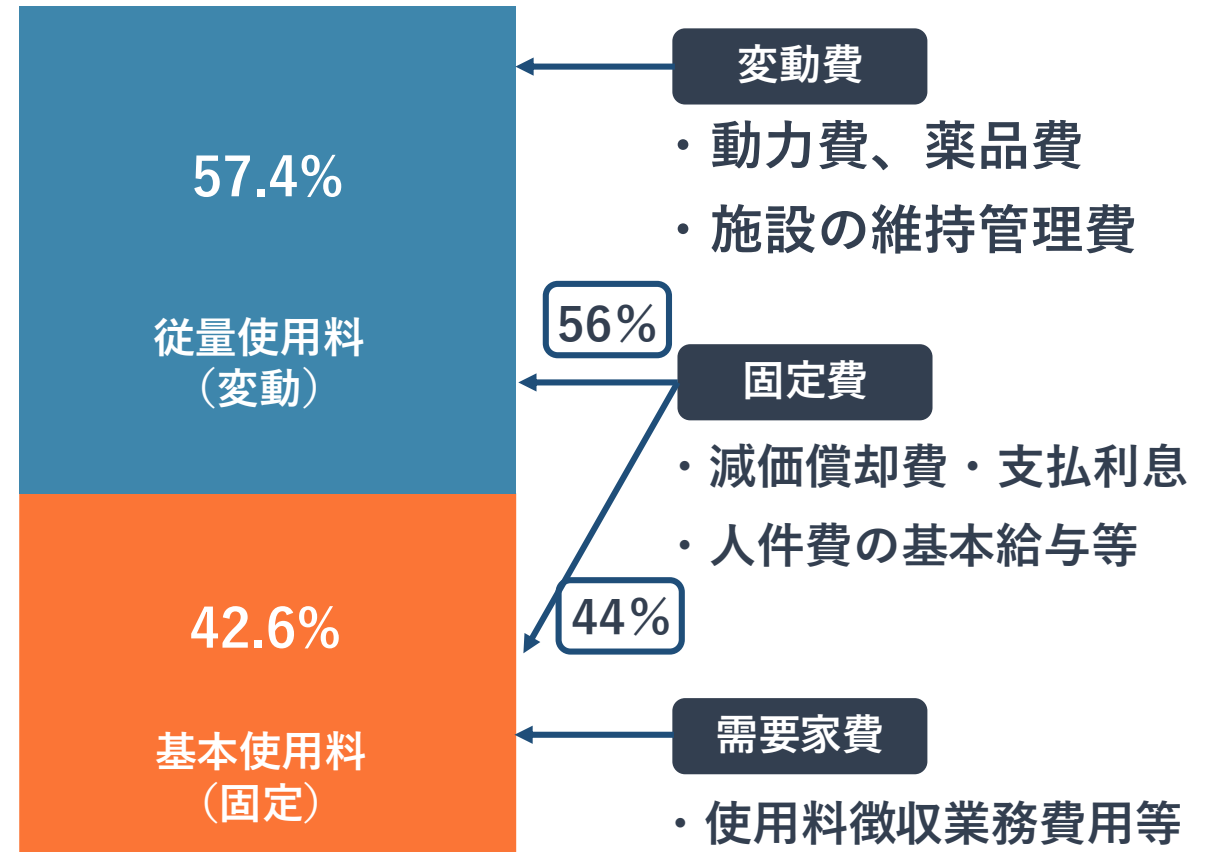 57.4%
従量使用料
（変動）
42.6%
基本使用料
（固定）
変動費
・動力費、薬品費
・施設の維持管理費
56%
固定費
・減価償却費・支払利息
・人件費の基本給与等
44%
需要家費
・使用料徴収業務費用等